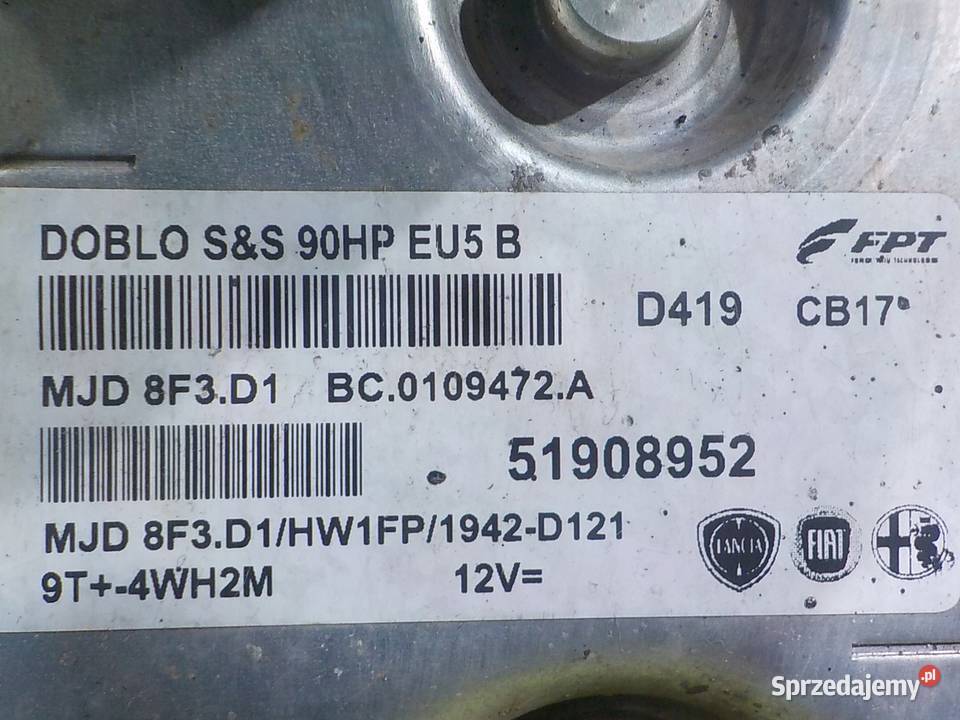 DOBLO S&S 90HP EU5 B
FPT
D419 CB17
MJD 8F3.D1 BC.0109472.A
51908952
MJD 8F3.D1/HW1FP/1942-D121
9T+-4WH2M 12V=
LANCIA FIAT
Sprzedajemy.pl